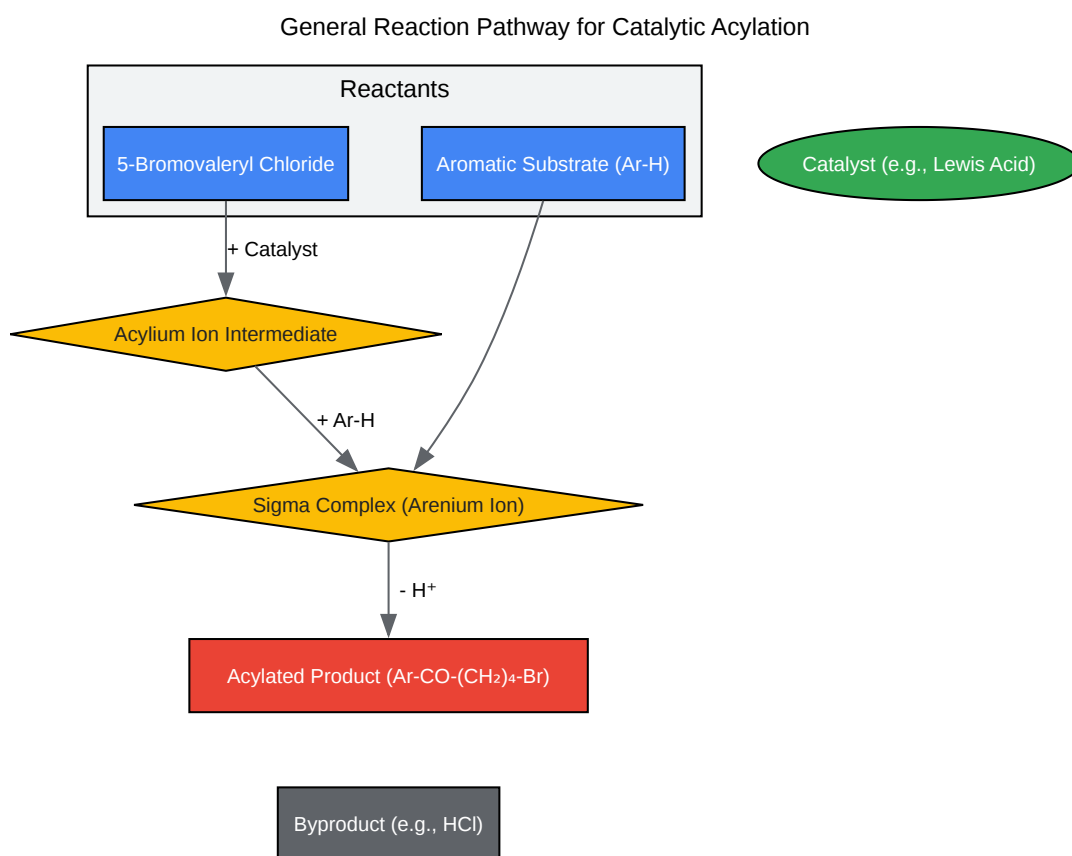 General Reaction Pathway for Catalytic Acylation
Reactants
5-Bromovaleryl Chloride
Aromatic Substrate (Ar-H)
Catalyst (e.g., Lewis Acid)
+ Catalyst
Acylium Ion Intermediate
+ Ar-H
Sigma Complex (Arenium Ion)
- H⁺
Acylated Product (Ar-CO-(CH₂)₄-Br)
Byproduct (e.g., HCl)